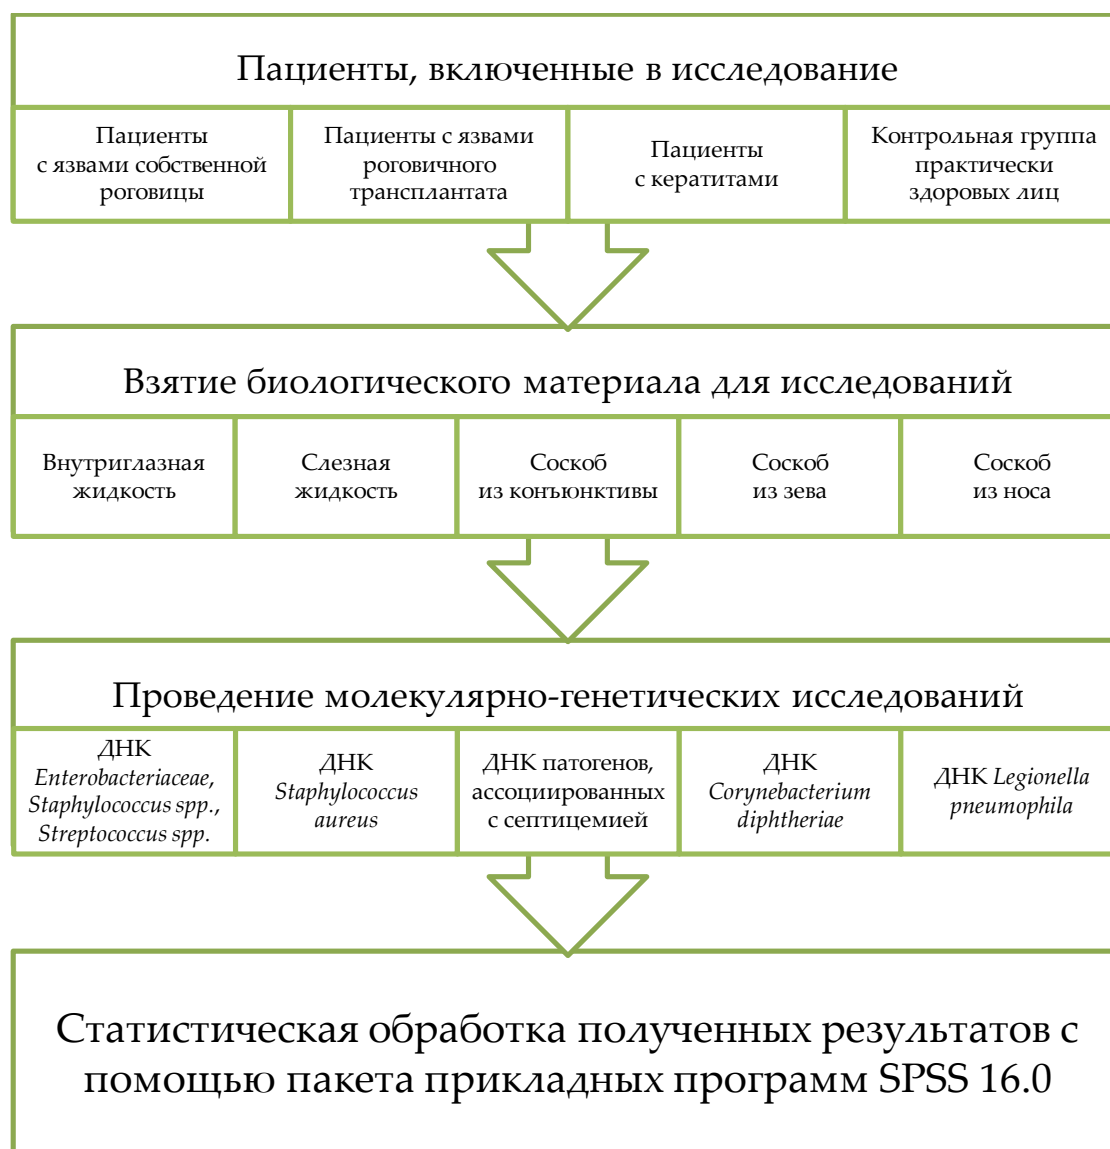 Пациенты, включенные в исследование
Пациенты
с язвами собственной
роговицы
Пациенты с язвами
роговичного
трансплантата
Пациенты
с кератитами
Контрольная группа
практически
здоровых лиц
Взятие биологического материала для исследований
Внутриглазная
жидкость
Слезная
жидкость
Соскоб
из конъюнктивы
Соскоб
из зева
Соскоб
из носа
Проведение молекулярно-генетических исследований
ДНК
Enterobacteriaceae,
Staphylococcus spp.,
Streptococcus spp.
ДНК
Staphylococcus
aureus
ДНК патогенов,
ассоциированных
с септицемией
ДНК
Corynebacterium
diphtheriae
ДНК Legionella
pneumophila
Статистическая обработка полученных результатов с
помощью пакета прикладных программ SPSS 16.0